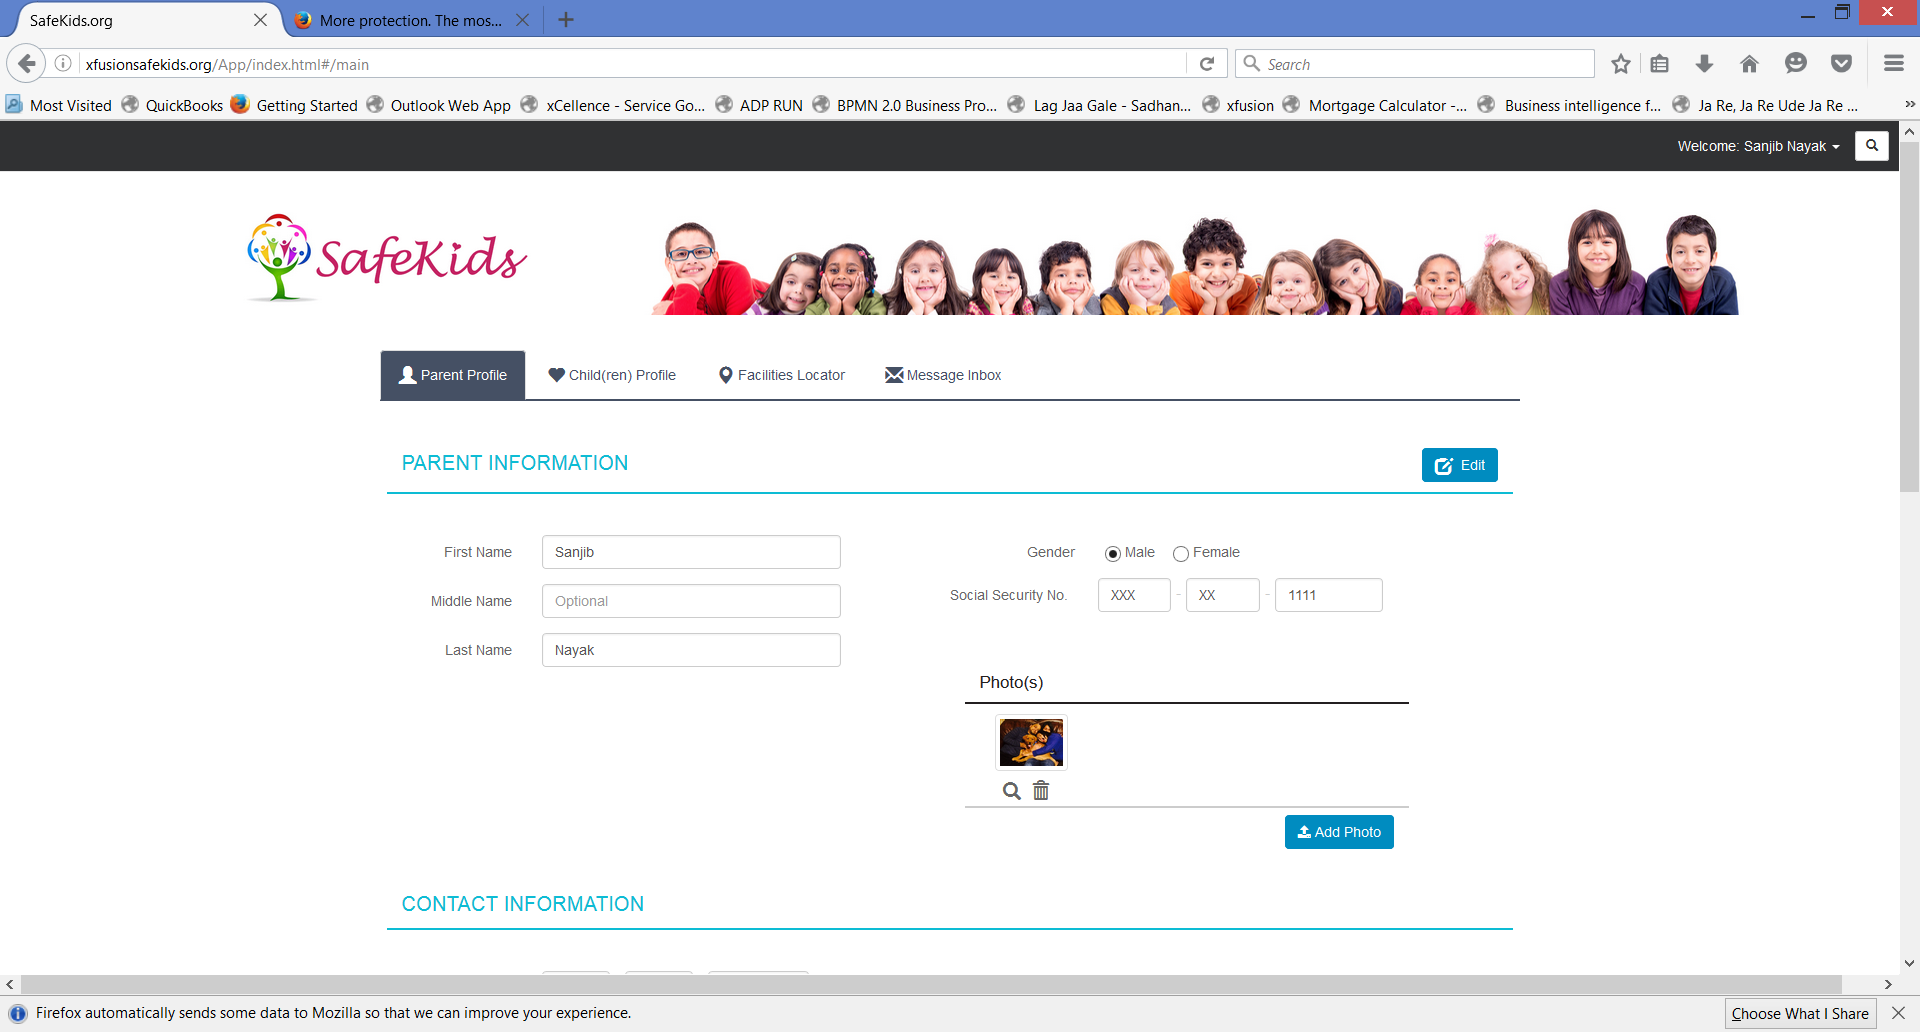 SafeKids.org
More protection. The mos...
xfusionsafekids.org/App/index.html#/main
Search
Most Visited QuickBooks Getting Started Outlook Web App xCellence - Service Go... ADP RUN BPMN 2.0 Business Pro... Lag Jaa Gale - Sadhan... xfusion Mortgage Calculator -... Business intelligence f... Ja Re, Ja Re Ude Ja Re ...
Welcome: Sanjib Nayak
SafeKids
Parent Profile Child(ren) Profile Facilities Locator Message Inbox
PARENT INFORMATION
Edit
First Name Sanjib
Gender Male Female
Middle Name Optional
Social Security No. XXX - XX - 1111
Last Name Nayak
Photo(s)
Add Photo
CONTACT INFORMATION
Firefox automatically sends some data to Mozilla so that we can improve your experience.
Choose What I Share